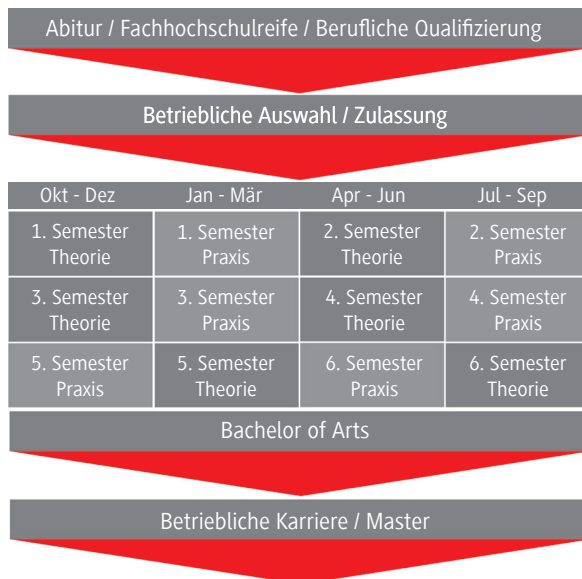 Abitur / Fachhochschulreife / Berufliche Qualifizierung
Betriebliche Auswahl / Zulassung
Okt - Dez Jan - Mär Apr - Jun Jul - Sep
1. Semester 1. Semester 2. Semester 2. Semester
Theorie Praxis Theorie Praxis
3. Semester 3. Semester 4. Semester 4. Semester
Theorie Praxis Theorie Praxis
5. Semester 5. Semester 6. Semester 6. Semester
Praxis Theorie Praxis Theorie
Bachelor of Arts
Betriebliche Karriere / Master